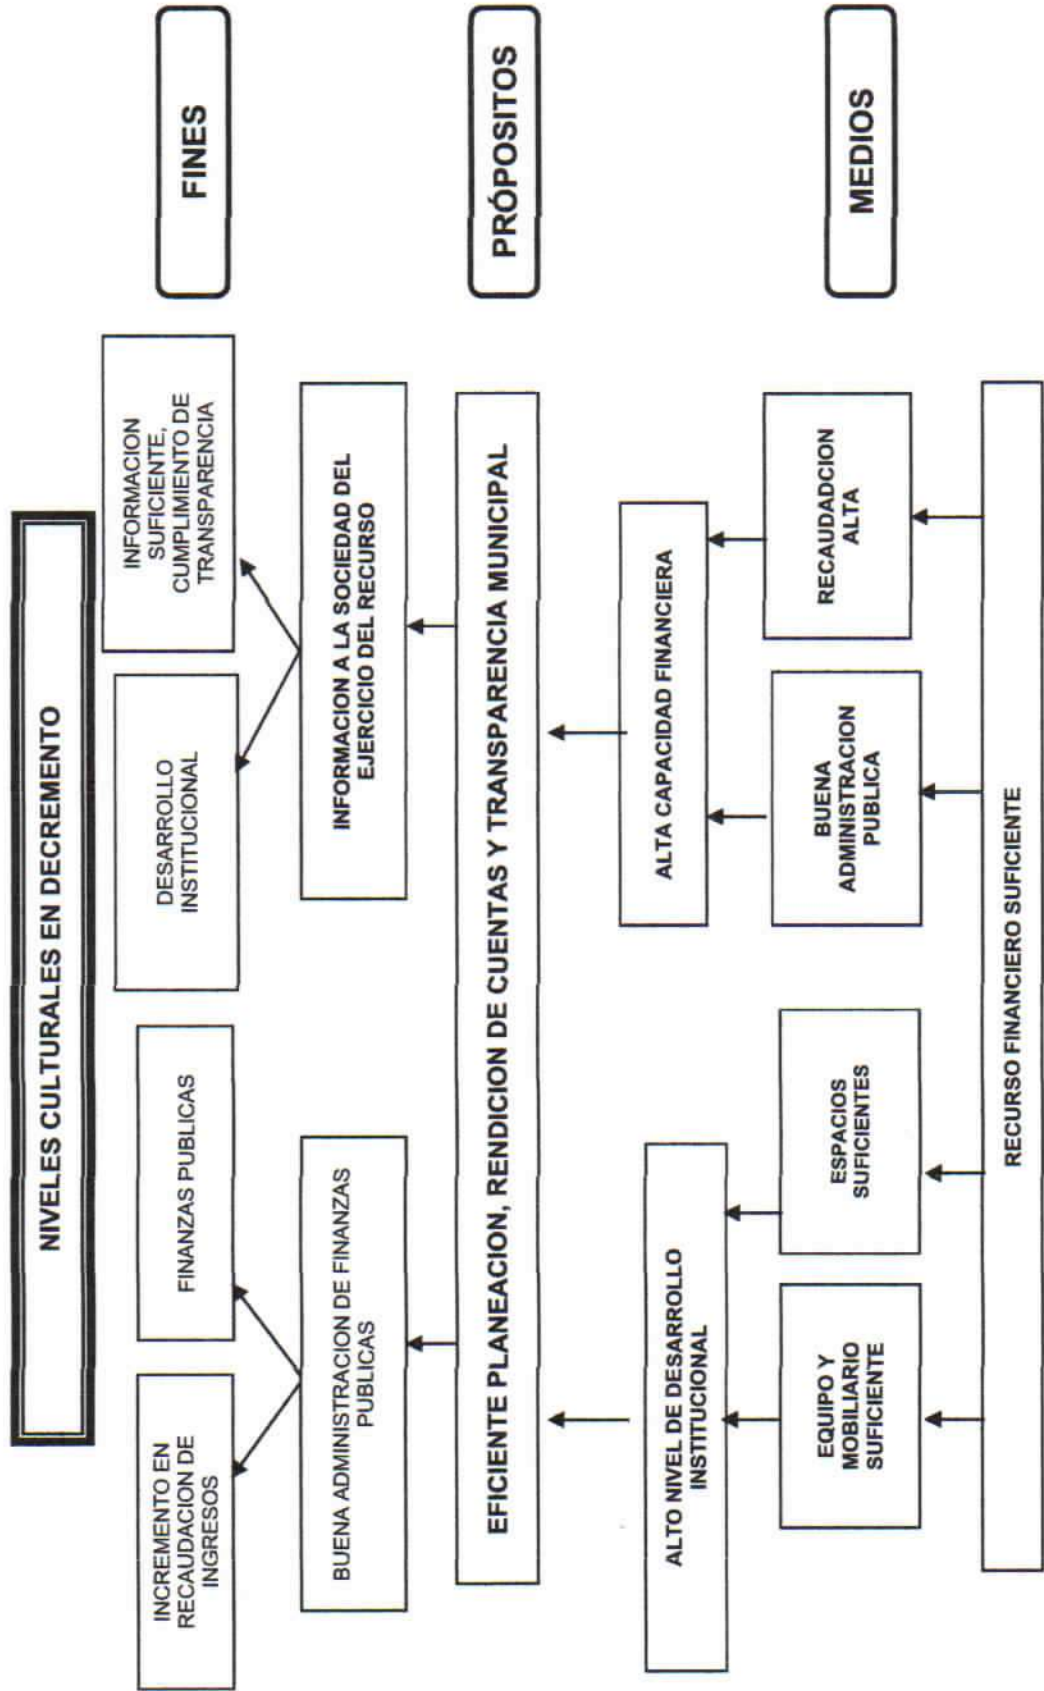 NIVELES CULTURALES EN DECREMENTO
INCREMENTO EN
RECAUDACION DE
INGRESOS
FINANZAS PUBLICAS
DESARROLLO
INSTITUCIONAL
INFORMACION
SUFICIENTE,
CUMPLIMIENTO DE
TRANSPARENCIA
FINES
BUENA ADMINISTRACION DE FINANZAS
PUBLICAS
INFORMACION A LA SOCIEDAD DEL
EJERCICIO DEL RECURSO
EFICIENTE PLANEACION, RENDICION DE CUENTAS Y TRANSPARENCIA MUNICIPAL
PRÓPOSITOS
ALTO NIVEL DE DESARROLLO
INSTITUCIONAL
ALTA CAPACIDAD FINANCIERA
EQUIPO Y
MOBILIARIO
SUFICIENTE
ESPACIOS
SUFICIENTES
BUENA
ADMINISTRACION
PUBLICA
RECAUDADCION
ALTA
MEDIOS
RECURSO FINANCIERO SUFICIENTE